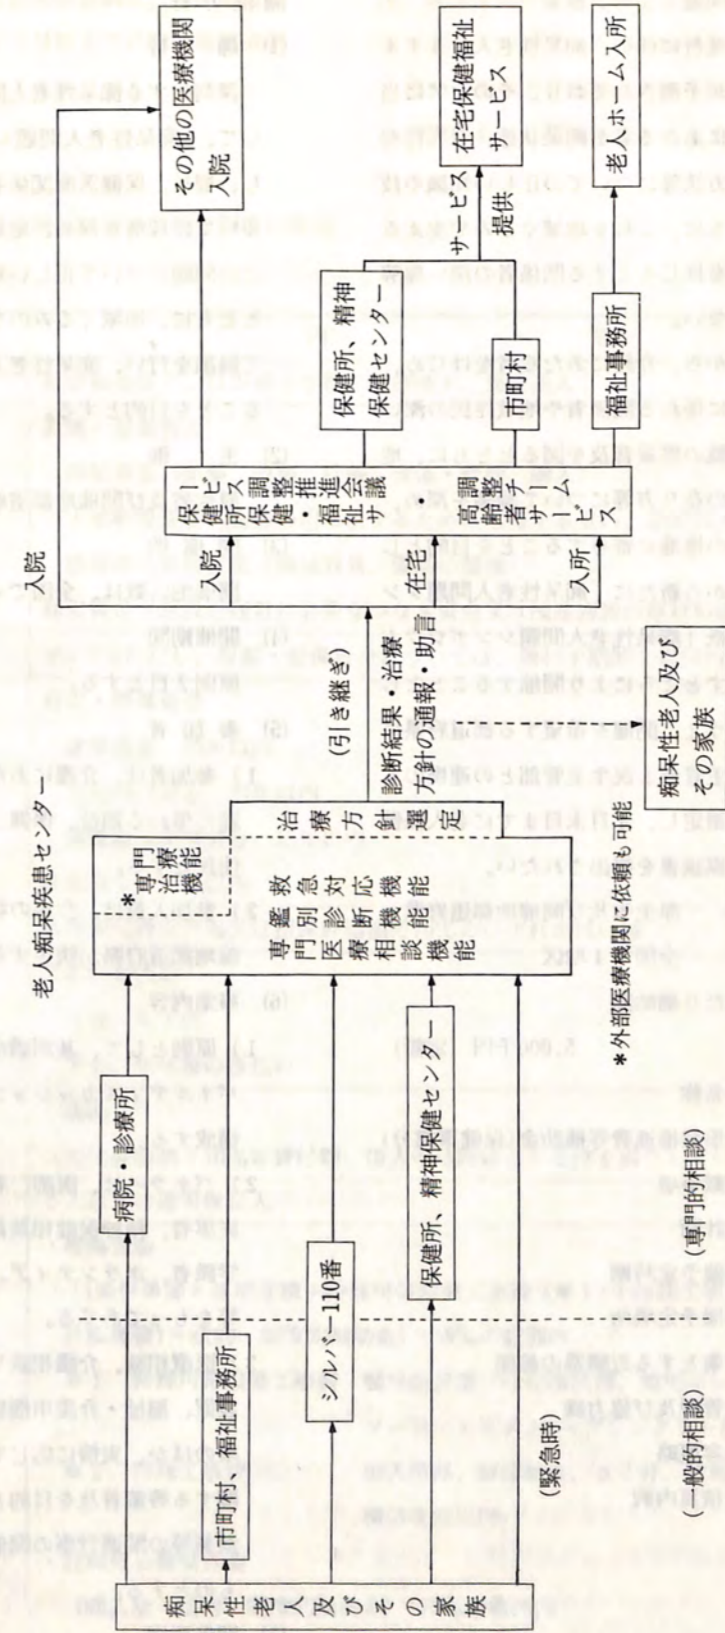 老人痴呆疾患センター
痴呆性老人及びその家族
市町村、福祉事務所
病院・診療所
シルバー110番
保健所、精神保健センター
(緊急時)
(一般的相談)
(専門的相談)
*専門治療機能
救急対応機能
鑑別診断機能
専門医療相談機能
治療方針選定
*外部医療機関に依頼も可能
(引き継ぎ)
診断結果・治療
方針の通報・助言
痴呆性老人及び
その家族
入院
入院
在宅
入所
保健所保健・福祉サ
ービス調整推進会議
高齢者サービス
調整チーム
保健所、精神
保健センター
市町村
福祉事務所
サービス
提供
その他の医療機関
入院
在宅保健福祉
サービス
老人ホーム入所